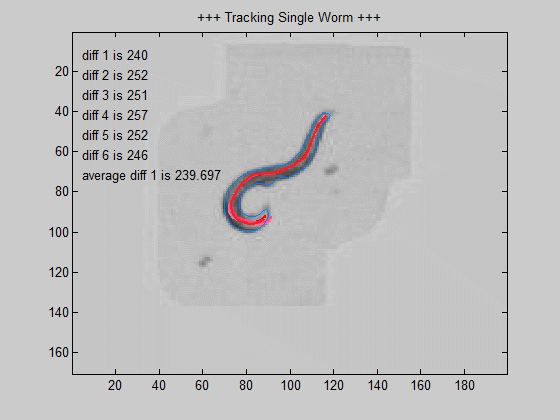 +++ Tracking Single Worm +++
diff 1 is 240
diff 2 is 252
diff 3 is 251
diff 4 is 257
diff 5 is 252
diff 6 is 246
average diff 1 is 239.697
20
40
60
80
100
120
140
160
20 40 60 80 100 120 140 160 180